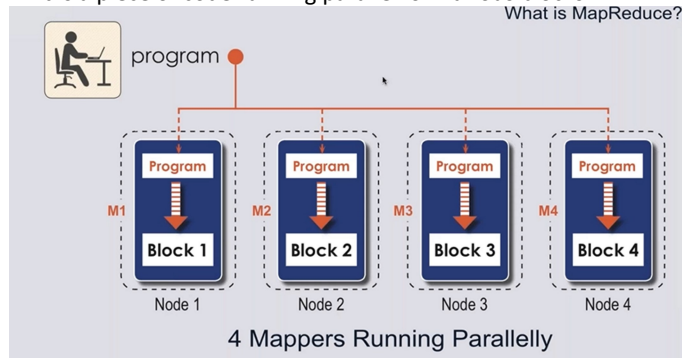 What is MapReduce?
program
Program Program Program Program
M1 M2 M3 M4
Block 1 Block 2 Block 3 Block 4
Node 1 Node 2 Node 3 Node 4
4 Mappers Running Parallelly